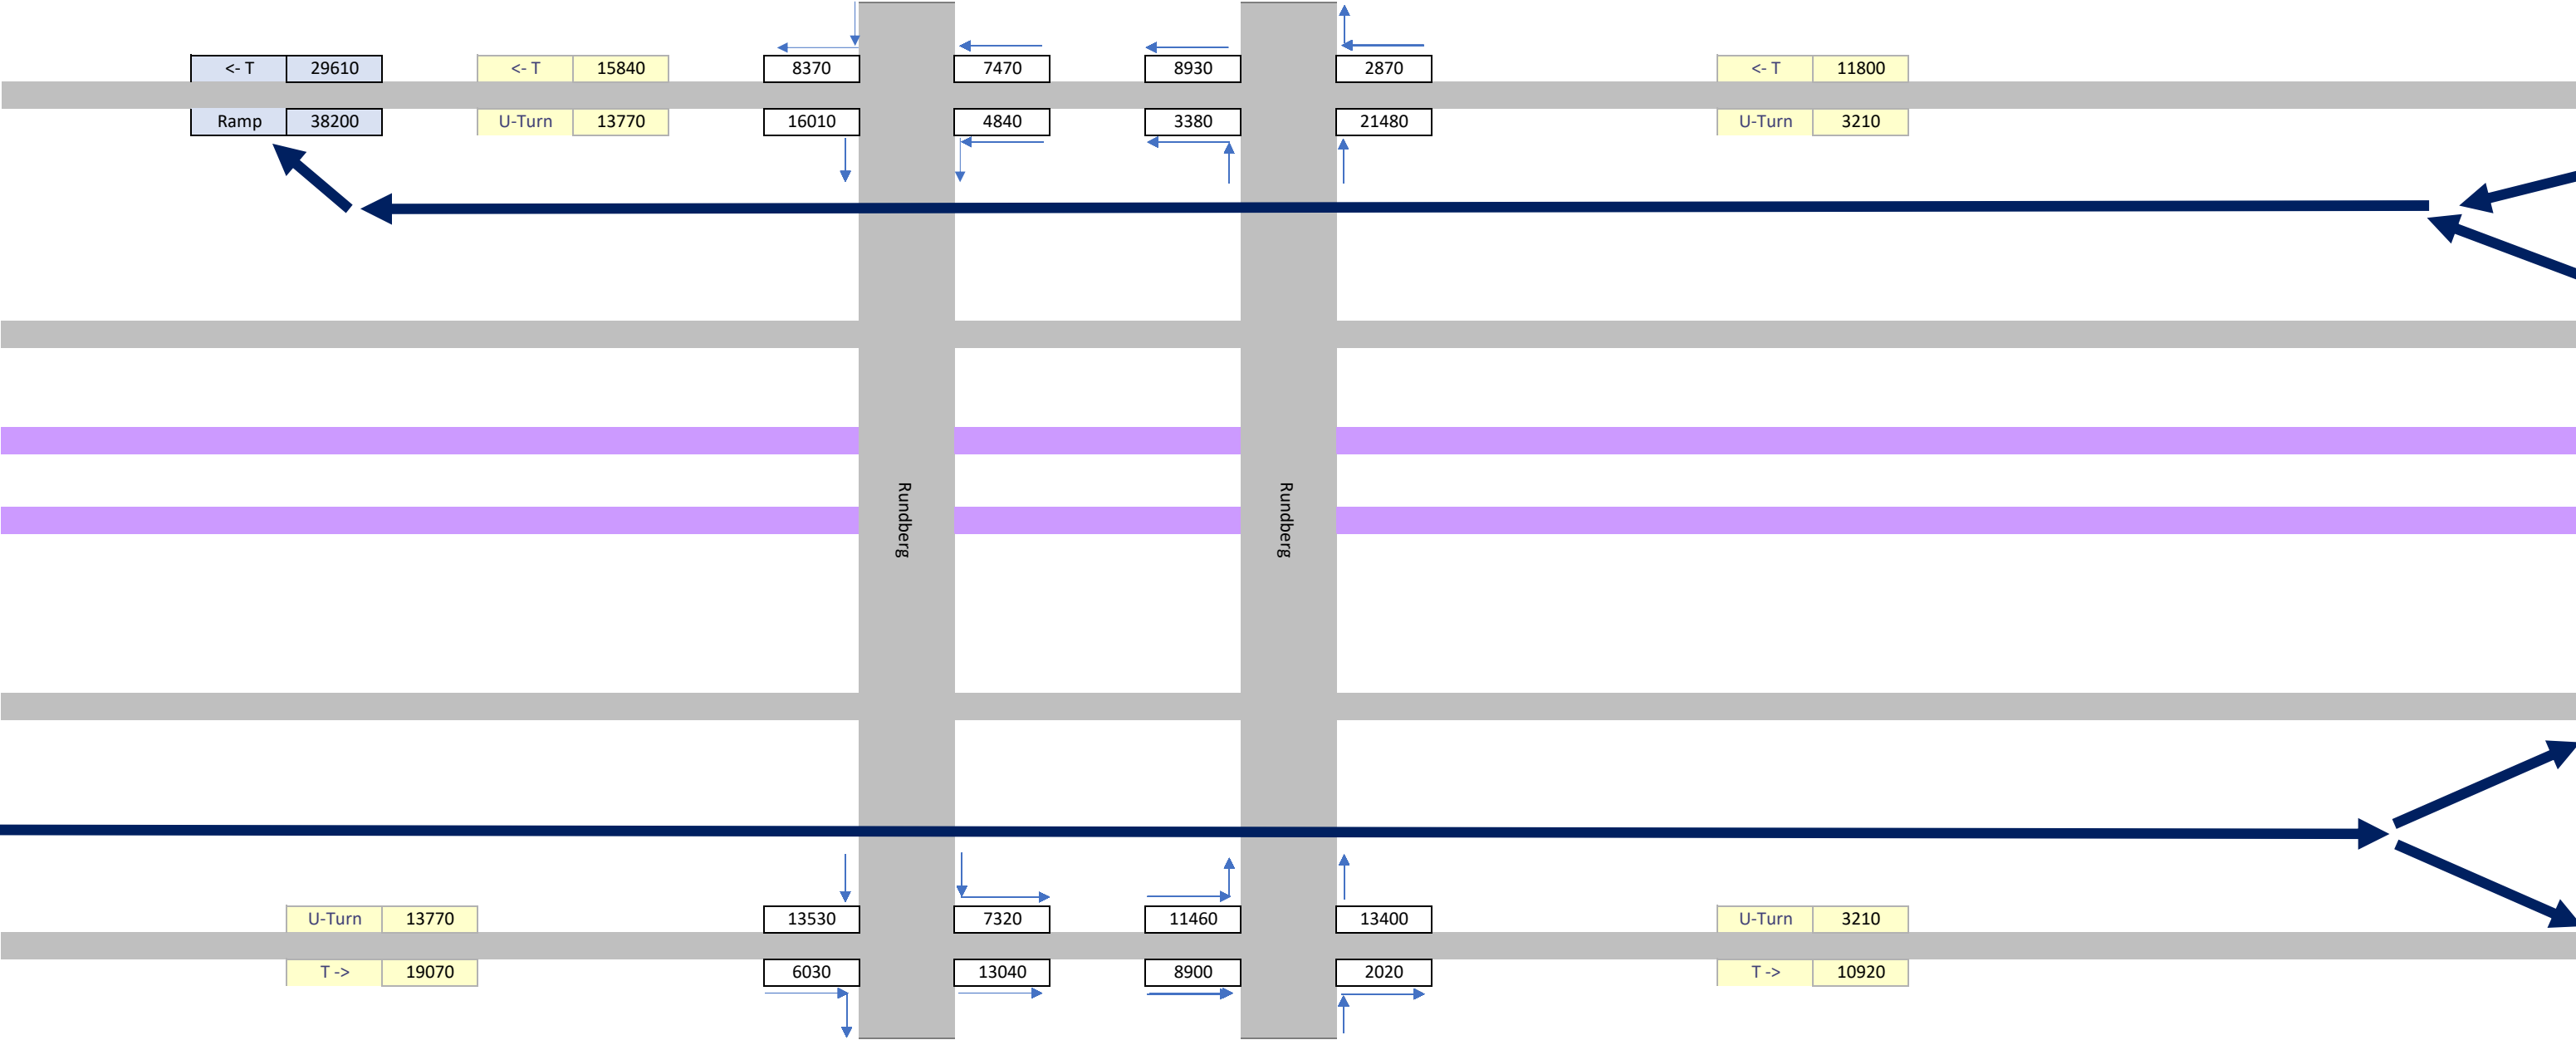 <- T 29610 <- T 15840 8370 7470 8930 2870 <- T 11800
Ramp 38200 U-Turn 13770 16010 4840 3380 21480 U-Turn 3210
Rundberg
Rundberg
U-Turn 13770 13530 7320 11460 13400 U-Turn 3210
T -> 19070 6030 13040 8900 2020 T -> 10920